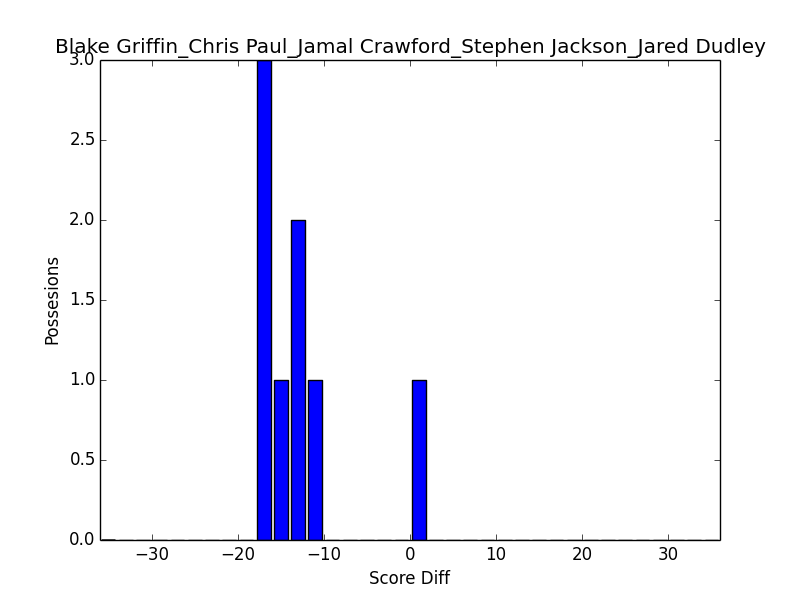 Blake Griffin_Chris Paul_Jamal Crawford_Stephen Jackson_Jared Dudley
3.0
2.5
2.0
1.5
1.0
0.5
0.0
Possesions
−30 −20 −10 0 10 20 30
Score Diff